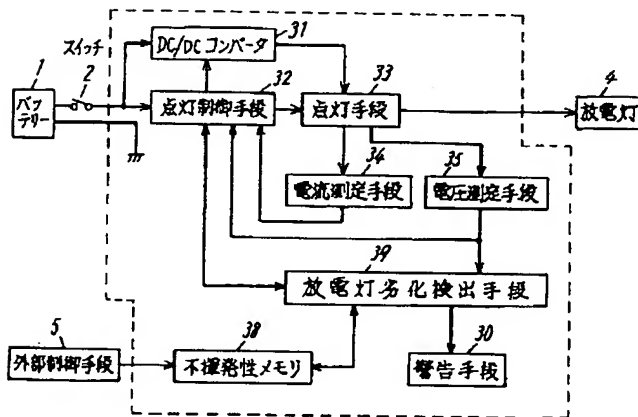 31
DC/DCコンバータ
スイッチ
1
2
バッテリー
32
点灯制御手段
33
点灯手段
4
放電灯
34
電流測定手段
35
電圧測定手段
39
放電灯劣化検出手段
5
外部制御手段
38
不揮発性メモリ
30
警告手段